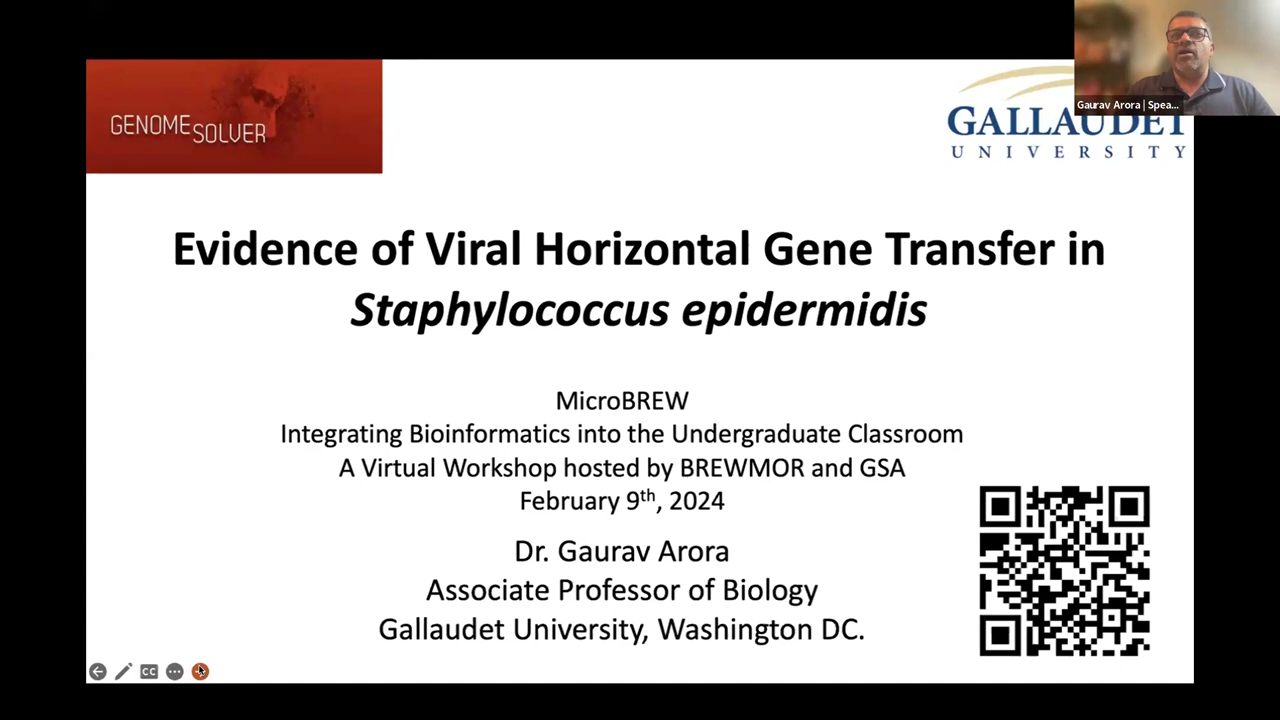 Gaurav Arora | Spea...
GENOME SOLVER
GALLAUDET
UNIVERSITY
Evidence of Viral Horizontal Gene Transfer in
Staphylococcus epidermidis
MicroBREW
Integrating Bioinformatics into the Undergraduate Classroom
A Virtual Workshop hosted by BREWMOR and GSA
February 9th, 2024
Dr. Gaurav Arora
Associate Professor of Biology
Gallaudet University, Washington DC.
CC